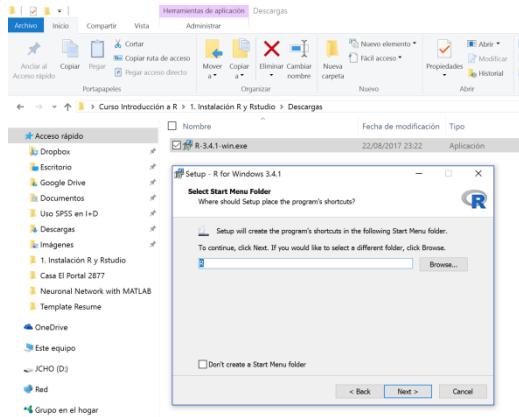 Herramientas de aplicación Descargas
Archivo Inicio Compartir Vista Administrar
Anclar al Acceso rápido
Copiar
Pegar
Cortar
Copiar ruta de acceso
Pegar acceso directo
Portapapeles
Mover a
Copiar a
Eliminar
Cambiar nombre
Organizar
Nueva carpeta
Nuevo elemento
Fácil acceso
Nuevo
Propiedades
Abrir
Modificar
Historial
Abrir
Curso Introducción a R > 1. Instalación R y Rstudio > Descargas
Nombre Fecha de modificación Tipo
R-3.4.1-win.exe 22/08/2017 23:22 Aplicación
Acceso rápido
Dropbox
Escritorio
Google Drive
Documentos
Uso SPSS en I+D
Descargas
Imágenes
1. Instalación R y Rstudio
Casa El Portal 2877
Neuronal Network with MATLAB
Template Resume
OneDrive
Este equipo
JCHO (D:)
Red
Grupo en el hogar
Setup - R for Windows 3.4.1
Select Start Menu Folder
Where should Setup place the program's shortcuts?
R
Setup will create the program's shortcuts in the following Start Menu folder.
To continue, click Next. If you would like to select a different folder, click Browse.
R
Browse...
Don't create a Start Menu folder
< Back Next > Cancel